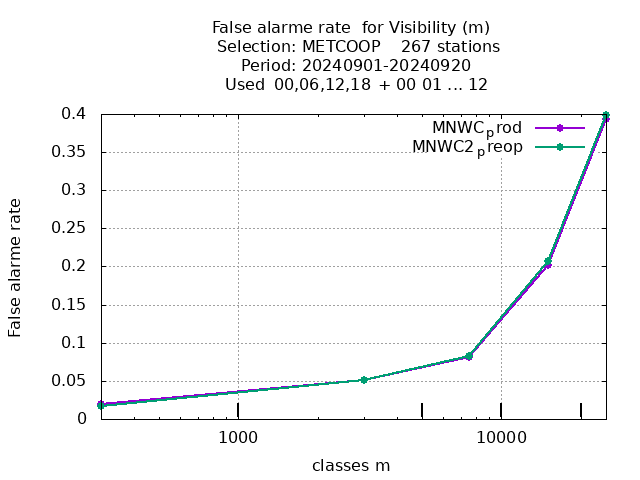 False alarme rate  for Visibility (m)
Selection: METCOOP    267 stations
Period: 20240901-20240920
Used  00,06,12,18  + 00 01 ... 12
MNWCprod
MNWC2preop
0.4
0.35
0.3
0.25
0.2
0.15
0.1
0.05
0
False alarme rate
1000
10000
classes m